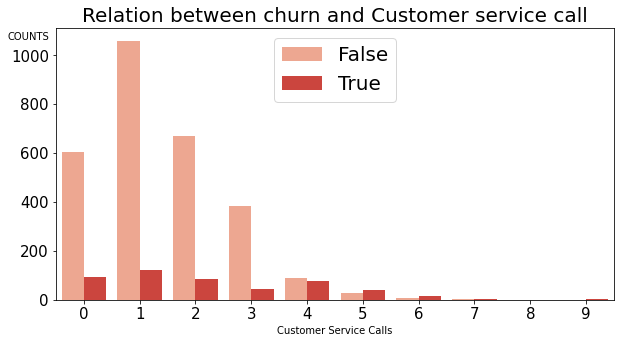 Relation between churn and Customer service call
COUNTS
False
True
1000
800
600
400
200
0
0 1 2 3 4 5 6 7 8 9
Customer Service Calls